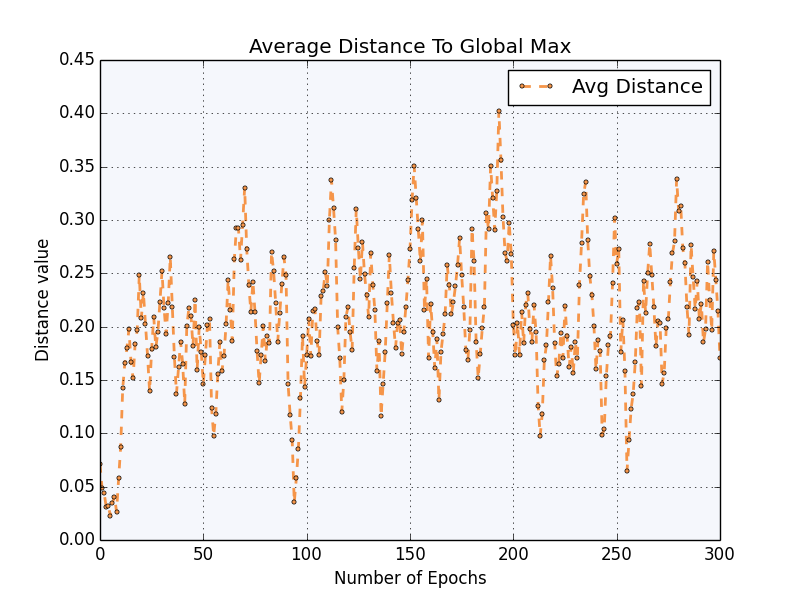 Average Distance To Global Max
Avg Distance
0.45
0.40
0.35
0.30
0.25
0.20
0.15
0.10
0.05
0.00
Distance value
0 50 100 150 200 250 300
Number of Epochs